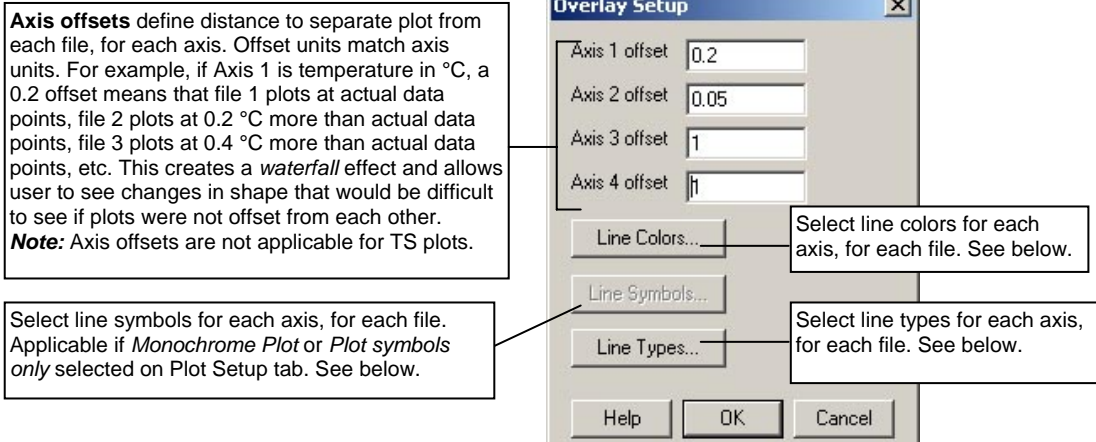 Axis offsets define distance to separate plot from
each file, for each axis. Offset units match axis
units. For example, if Axis 1 is temperature in °C, a
0.2 offset means that file 1 plots at actual data
points, file 2 plots at 0.2 °C more than actual data
points, file 3 plots at 0.4 °C more than actual data
points, etc. This creates a waterfall effect and allows
user to see changes in shape that would be difficult
to see if plots were not offset from each other.
Note: Axis offsets are not applicable for TS plots.
Select line symbols for each axis, for each file.
Applicable if Monochrome Plot or Plot symbols
only selected on Plot Setup tab. See below.
Overlay Setup
Axis 1 offset 0.2
Axis 2 offset 0.05
Axis 3 offset 1
Axis 4 offset 1
Line Colors...
Line Symbols...
Line Types...
Help OK Cancel
Select line colors for each
axis, for each file. See below.
Select line types for each axis,
for each file. See below.